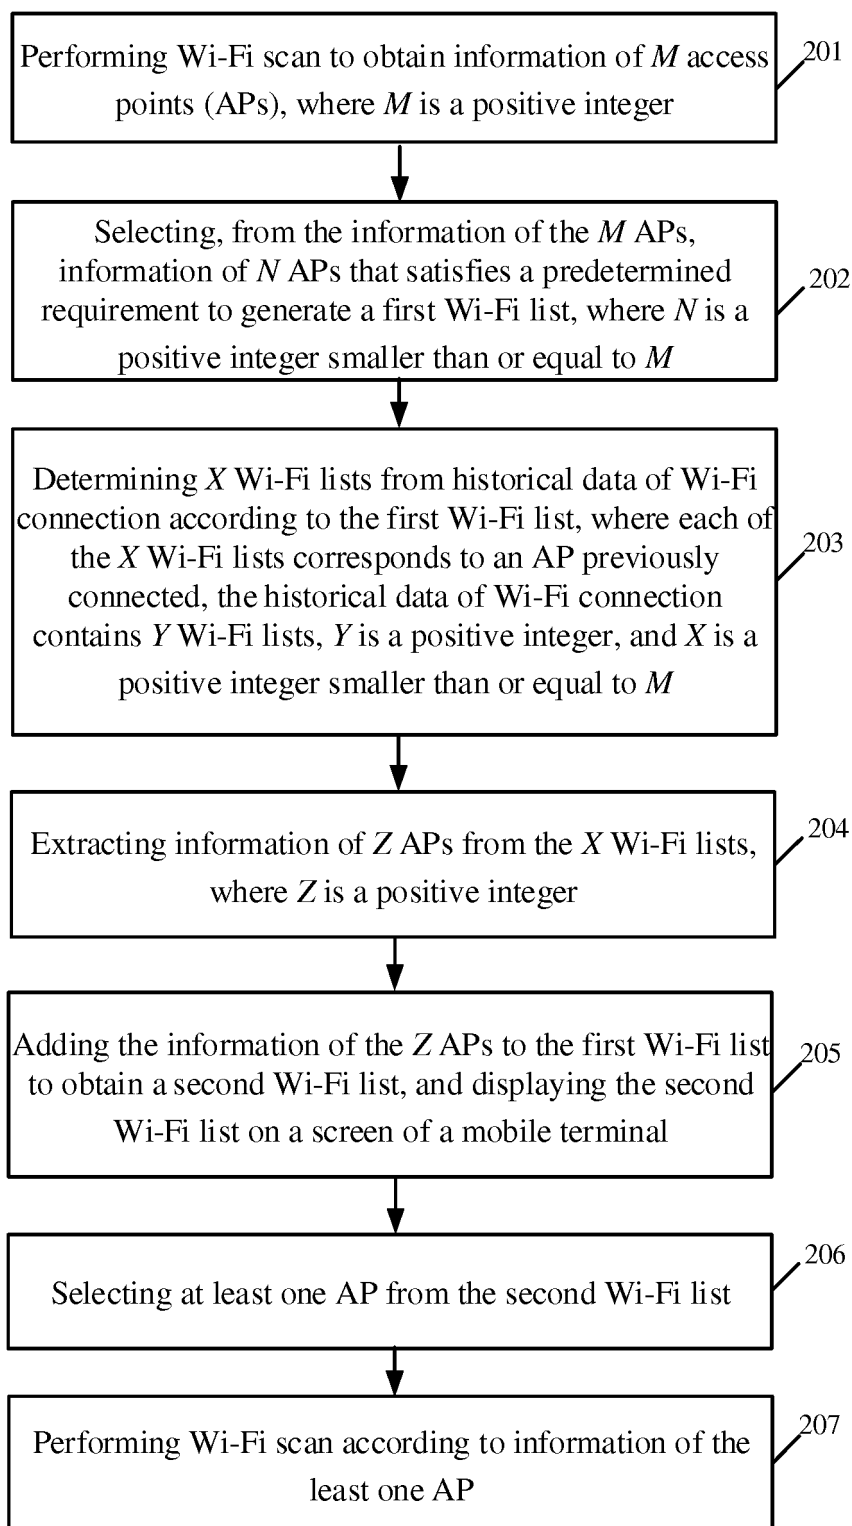 Performing Wi-Fi scan to obtain information of M access
points (APs), where M is a positive integer
201
Selecting, from the information of the M APs,
information of N APs that satisfies a predetermined
requirement to generate a first Wi-Fi list, where N is a
positive integer smaller than or equal to M
202
Determining X Wi-Fi lists from historical data of Wi-Fi
connection according to the first Wi-Fi list, where each of
the X Wi-Fi lists corresponds to an AP previously
connected, the historical data of Wi-Fi connection
contains Y Wi-Fi lists, Y is a positive integer, and X is a
positive integer smaller than or equal to M
203
Extracting information of Z APs from the X Wi-Fi lists,
where Z is a positive integer
204
Adding the information of the Z APs to the first Wi-Fi list
to obtain a second Wi-Fi list, and displaying the second
Wi-Fi list on a screen of a mobile terminal
205
Selecting at least one AP from the second Wi-Fi list
206
Performing Wi-Fi scan according to information of the
least one AP
207